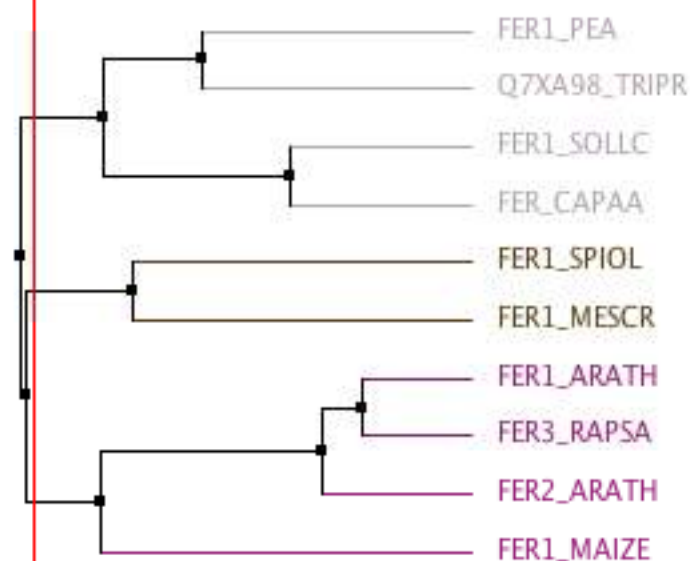 FER1_PEA
Q7XA98_TRIPR
FER1_SOLLC
FER_CAPAA
FER1_SPIOL
FER1_MESCR
FER1_ARATH
FER3_RAPSA
FER2_ARATH
FER1_MAIZE